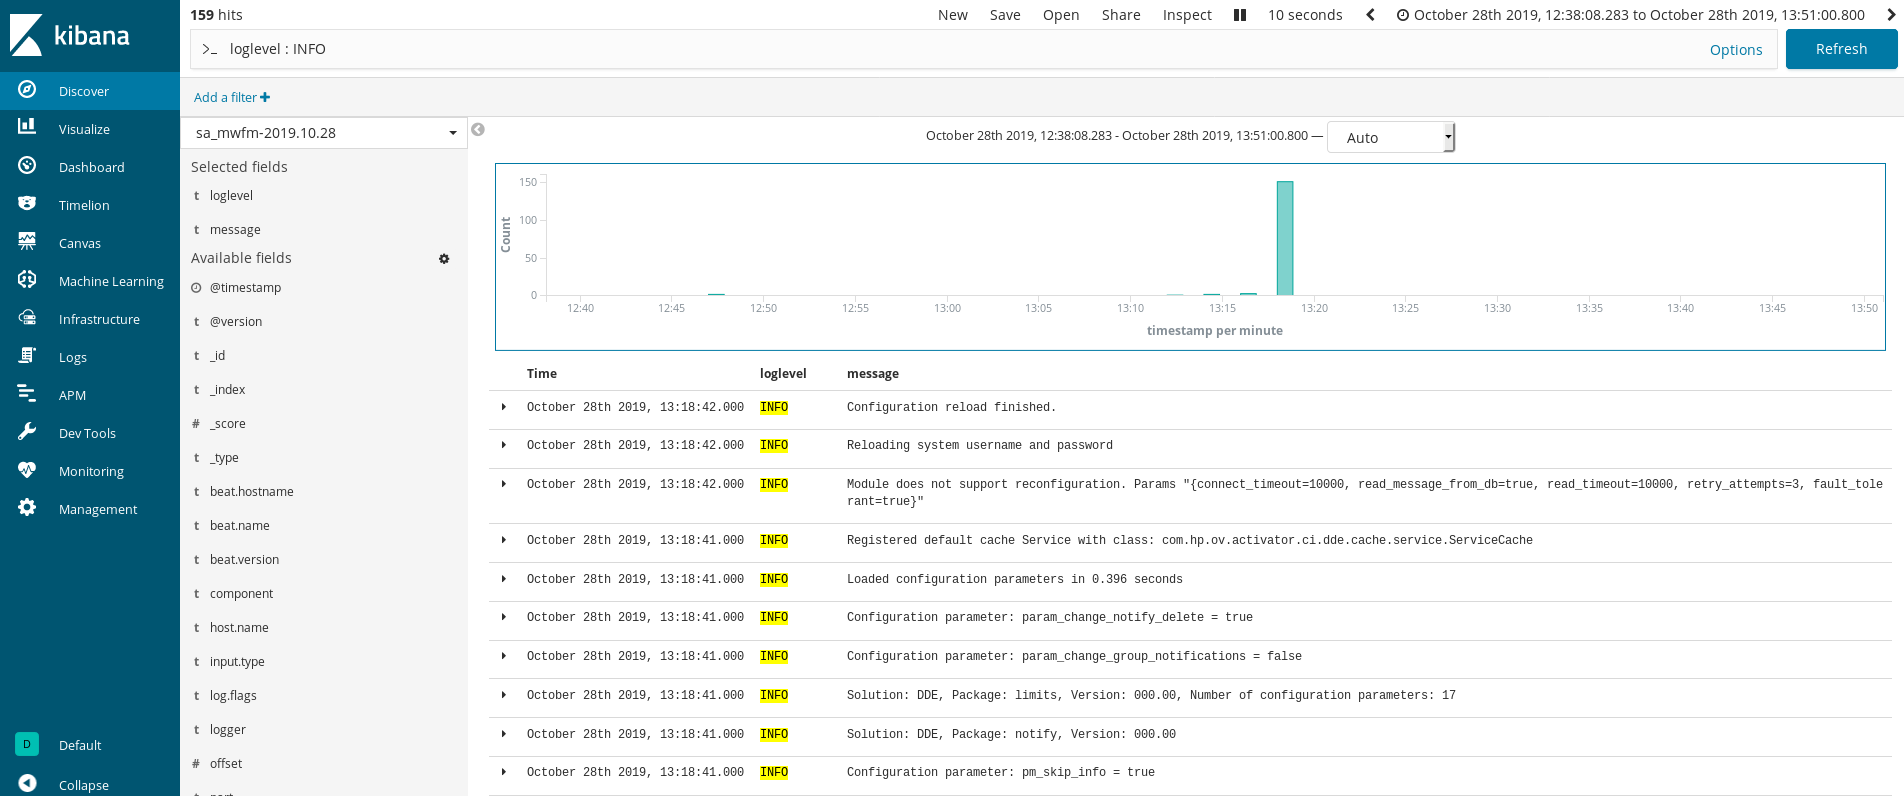 kibana
Discover
Visualize
Dashboard
Timelion
Canvas
Machine Learning
Infrastructure
Logs
APM
Dev Tools
Monitoring
Management
D Default
Collapse
159 hits
New Save Open Share Inspect 10 seconds October 28th 2019, 12:38:08.283 to October 28th 2019, 13:51:00.800
>_ loglevel : INFO Options Refresh
Add a filter +
sa_mwfm-2019.10.28
Selected fields
t loglevel
t message
Available fields
@timestamp
t @version
t _id
t _index
# _score
t _type
t beat.hostname
t beat.name
t beat.version
t component
t host.name
t input.type
t log.flags
t logger
# offset
October 28th 2019, 12:38:08.283 - October 28th 2019, 13:51:00.800 — Auto
Count
150
100
50
0
12:40 12:45 12:50 12:55 13:00 13:05 13:10 13:15 13:20 13:25 13:30 13:35 13:40 13:45 13:50
timestamp per minute
Time loglevel message
October 28th 2019, 13:18:42.000 INFO Configuration reload finished.
October 28th 2019, 13:18:42.000 INFO Reloading system username and password
October 28th 2019, 13:18:42.000 INFO Module does not support reconfiguration. Params "{connect_timeout=10000, read_message_from_db=true, read_timeout=10000, retry_attempts=3, fault_tole
rant=true}"
October 28th 2019, 13:18:41.000 INFO Registered default cache Service with class: com.hp.ov.activator.ci.dde.cache.service.ServiceCache
October 28th 2019, 13:18:41.000 INFO Loaded configuration parameters in 0.396 seconds
October 28th 2019, 13:18:41.000 INFO Configuration parameter: param_change_notify_delete = true
October 28th 2019, 13:18:41.000 INFO Configuration parameter: param_change_group_notifications = false
October 28th 2019, 13:18:41.000 INFO Solution: DDE, Package: limits, Version: 000.00, Number of configuration parameters: 17
October 28th 2019, 13:18:41.000 INFO Solution: DDE, Package: notify, Version: 000.00
October 28th 2019, 13:18:41.000 INFO Configuration parameter: pm_skip_info = true